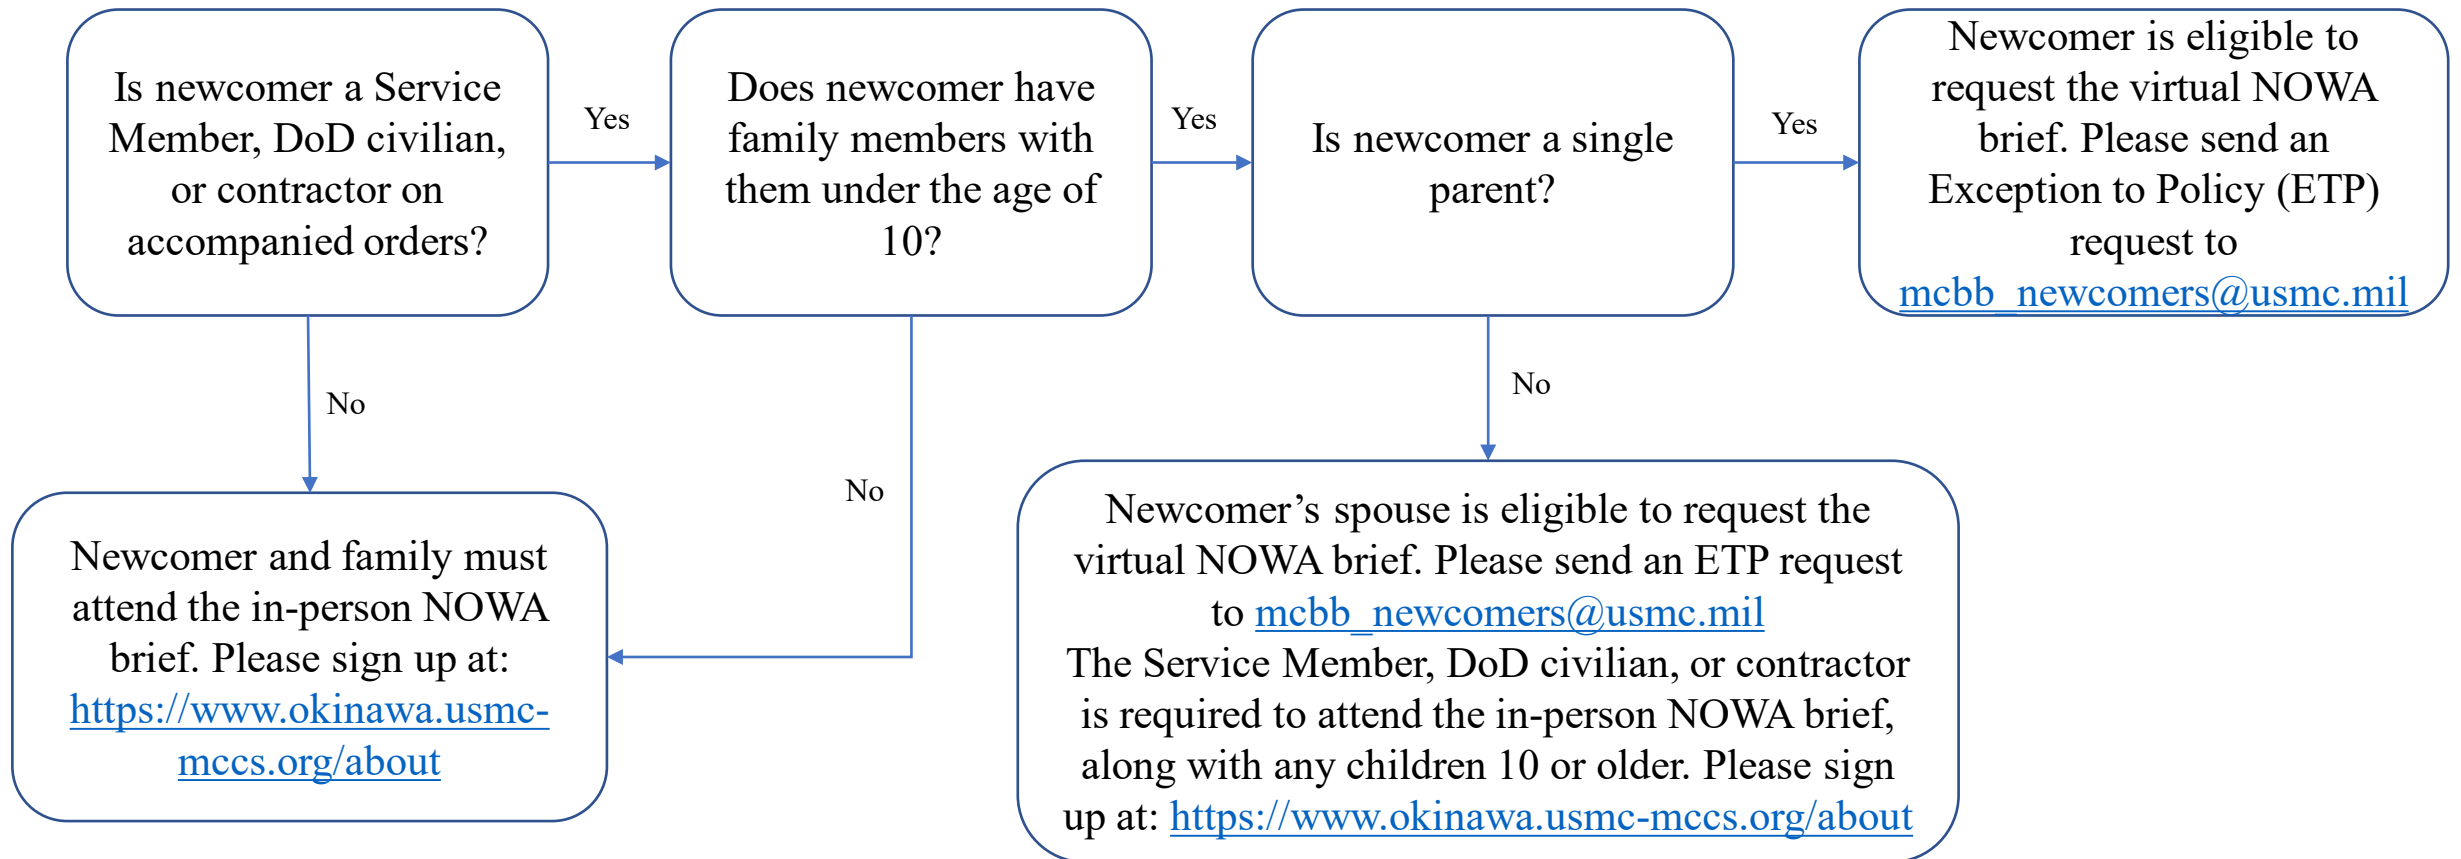 Is newcomer a Service
Member, DoD civilian,
or contractor on
accompanied orders?
Yes
Does newcomer have
family members with
them under the age of
10?
Yes
Is newcomer a single
parent?
Yes
Newcomer is eligible to
request the virtual NOWA
brief. Please send an
Exception to Policy (ETP)
request to
mcbb_newcomers@usmc.mil
No
No
No
Newcomer and family must
attend the in-person NOWA
brief. Please sign up at:
https://www.okinawa.usmc-
mccs.org/about
Newcomer’s spouse is eligible to request the
virtual NOWA brief. Please send an ETP request
to mcbb_newcomers@usmc.mil
The Service Member, DoD civilian, or contractor
is required to attend the in-person NOWA brief,
along with any children 10 or older. Please sign
up at: https://www.okinawa.usmc-mccs.org/about